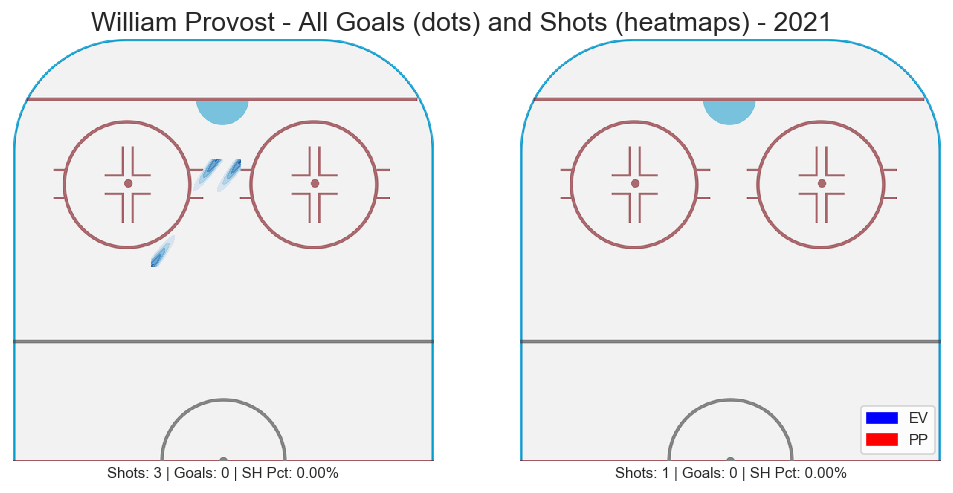 William Provost - All Goals (dots) and Shots (heatmaps) - 2021
EV
PP
Shots: 3 | Goals: 0 | SH Pct: 0.00%
Shots: 1 | Goals: 0 | SH Pct: 0.00%